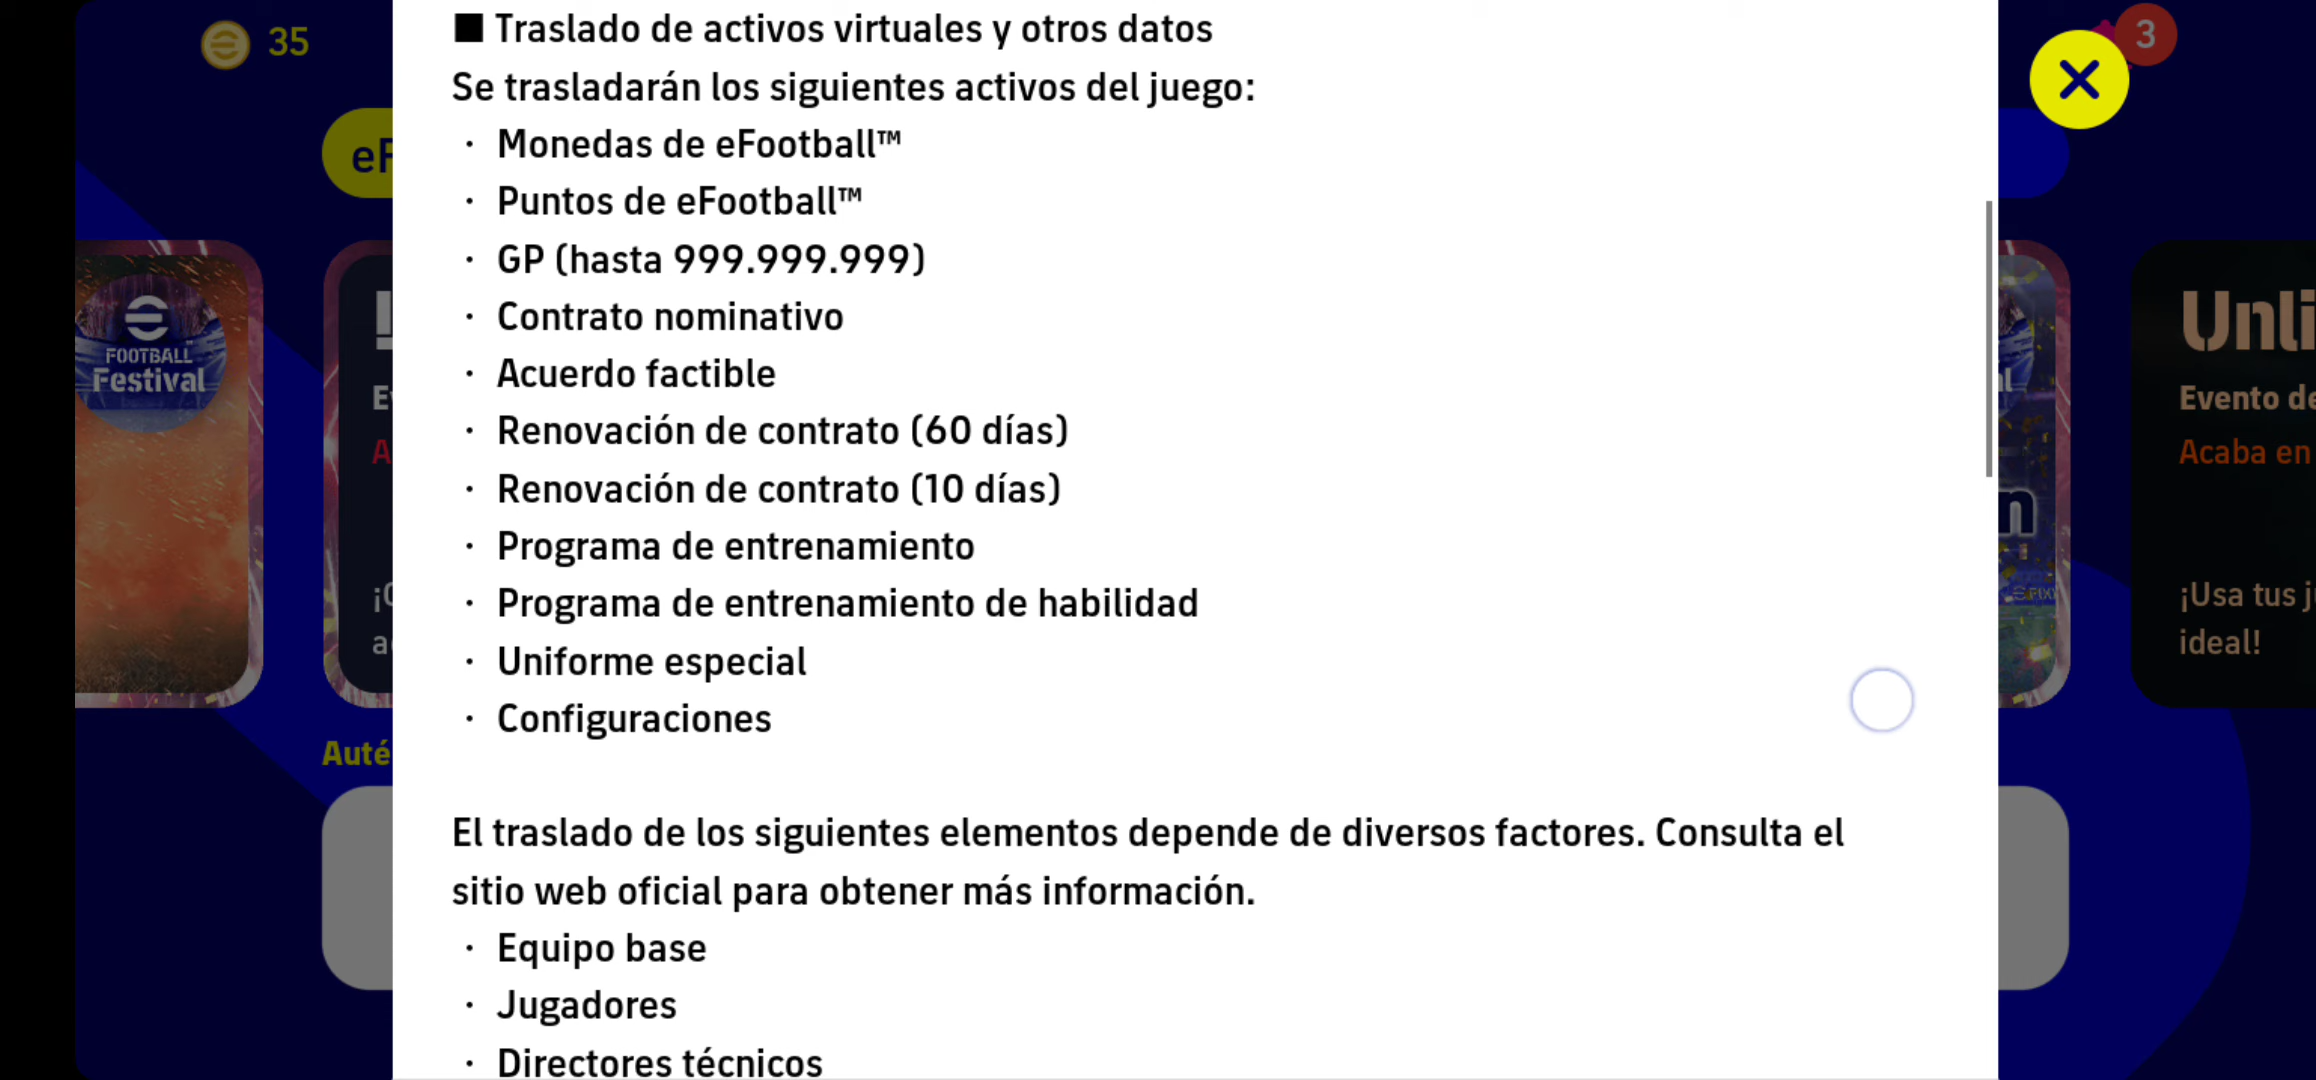 35
3
■ Traslado de activos virtuales y otros datos
Se trasladarán los siguientes activos del juego:
· Monedas de eFootball™
· Puntos de eFootball™
· GP (hasta 999.999.999)
· Contrato nominativo
· Acuerdo factible
· Renovación de contrato (60 días)
· Renovación de contrato (10 días)
· Programa de entrenamiento
· Programa de entrenamiento de habilidad
· Uniforme especial
· Configuraciones
El traslado de los siguientes elementos depende de diversos factores. Consulta el
sitio web oficial para obtener más información.
· Equipo base
· Jugadores
· Directores técnicos
eF
FOOTBALL
Festival
Auté
Unli
Evento de
Acaba en
¡Usa tus j
ideal!